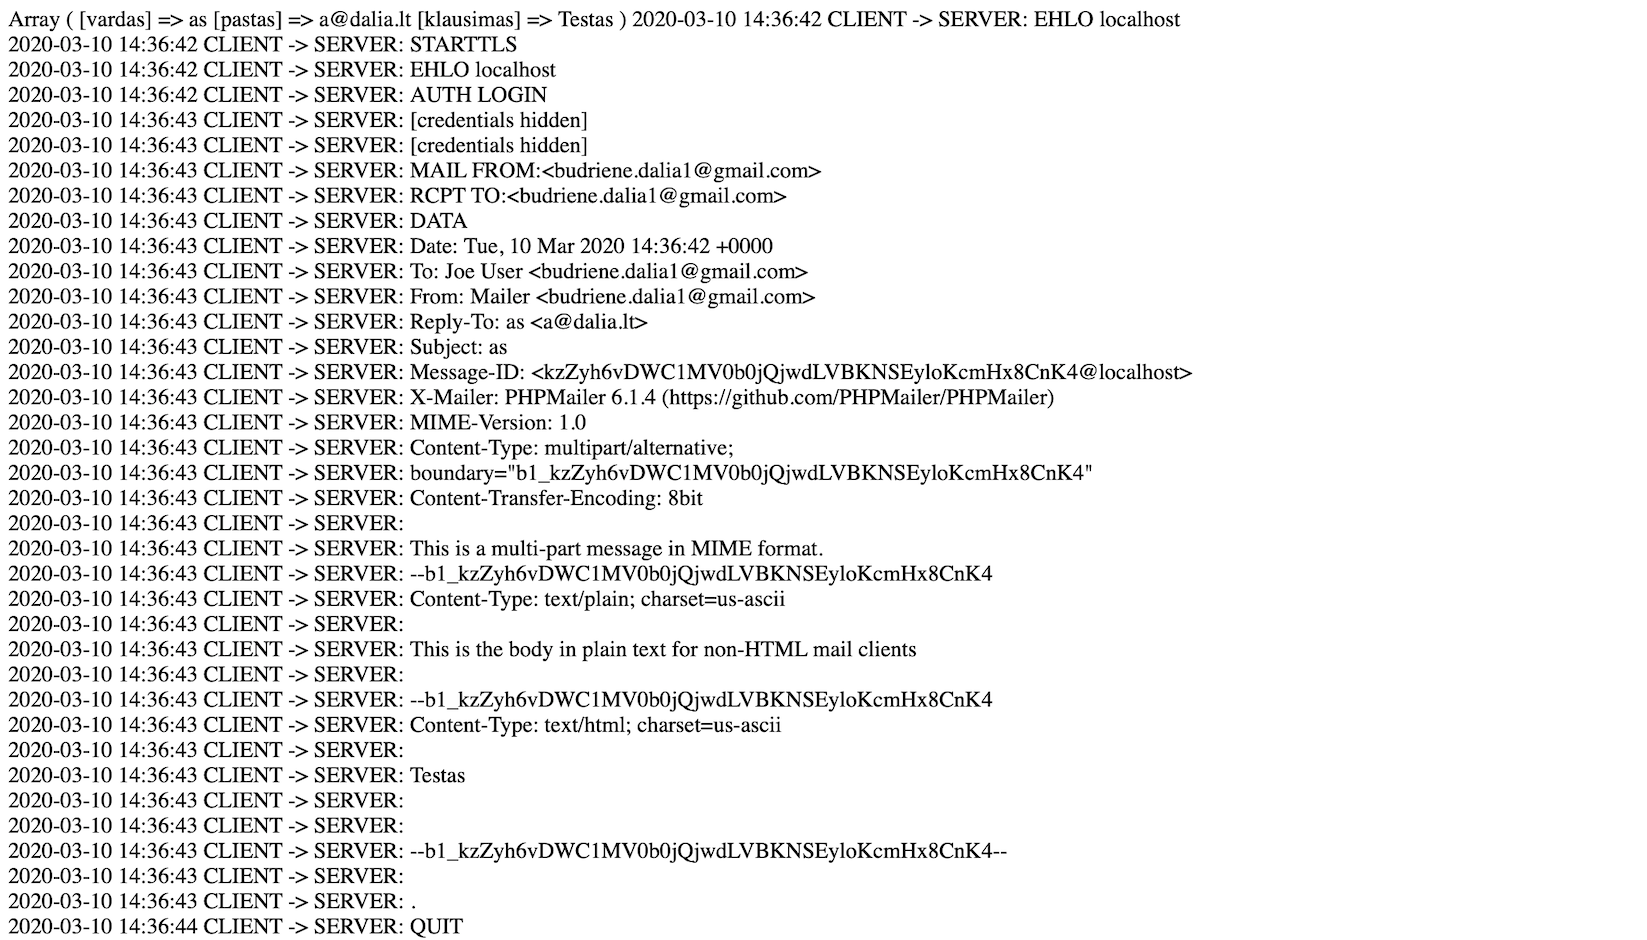 Array ( [vardas] => as [pastas] => a@dalia.lt [klausimas] => Testas ) 2020-03-10 14:36:42 CLIENT -> SERVER: EHLO localhost
2020-03-10 14:36:42 CLIENT -> SERVER: STARTTLS
2020-03-10 14:36:42 CLIENT -> SERVER: EHLO localhost
2020-03-10 14:36:42 CLIENT -> SERVER: AUTH LOGIN
2020-03-10 14:36:43 CLIENT -> SERVER: [credentials hidden]
2020-03-10 14:36:43 CLIENT -> SERVER: [credentials hidden]
2020-03-10 14:36:43 CLIENT -> SERVER: MAIL FROM:<budriene.dalia1@gmail.com>
2020-03-10 14:36:43 CLIENT -> SERVER: RCPT TO:<budriene.dalia1@gmail.com>
2020-03-10 14:36:43 CLIENT -> SERVER: DATA
2020-03-10 14:36:43 CLIENT -> SERVER: Date: Tue, 10 Mar 2020 14:36:42 +0000
2020-03-10 14:36:43 CLIENT -> SERVER: To: Joe User <budriene.dalia1@gmail.com>
2020-03-10 14:36:43 CLIENT -> SERVER: From: Mailer <budriene.dalia1@gmail.com>
2020-03-10 14:36:43 CLIENT -> SERVER: Reply-To: as <a@dalia.lt>
2020-03-10 14:36:43 CLIENT -> SERVER: Subject: as
2020-03-10 14:36:43 CLIENT -> SERVER: Message-ID: <kzZyh6vDWC1MV0b0jQjwdLVBKNSEyloKcmHx8CnK4@localhost>
2020-03-10 14:36:43 CLIENT -> SERVER: X-Mailer: PHPMailer 6.1.4 (https://github.com/PHPMailer/PHPMailer)
2020-03-10 14:36:43 CLIENT -> SERVER: MIME-Version: 1.0
2020-03-10 14:36:43 CLIENT -> SERVER: Content-Type: multipart/alternative;
2020-03-10 14:36:43 CLIENT -> SERVER: boundary="b1_kzZyh6vDWC1MV0b0jQjwdLVBKNSEyloKcmHx8CnK4"
2020-03-10 14:36:43 CLIENT -> SERVER: Content-Transfer-Encoding: 8bit
2020-03-10 14:36:43 CLIENT -> SERVER:
2020-03-10 14:36:43 CLIENT -> SERVER: This is a multi-part message in MIME format.
2020-03-10 14:36:43 CLIENT -> SERVER: --b1_kzZyh6vDWC1MV0b0jQjwdLVBKNSEyloKcmHx8CnK4
2020-03-10 14:36:43 CLIENT -> SERVER: Content-Type: text/plain; charset=us-ascii
2020-03-10 14:36:43 CLIENT -> SERVER:
2020-03-10 14:36:43 CLIENT -> SERVER: This is the body in plain text for non-HTML mail clients
2020-03-10 14:36:43 CLIENT -> SERVER:
2020-03-10 14:36:43 CLIENT -> SERVER: --b1_kzZyh6vDWC1MV0b0jQjwdLVBKNSEyloKcmHx8CnK4
2020-03-10 14:36:43 CLIENT -> SERVER: Content-Type: text/html; charset=us-ascii
2020-03-10 14:36:43 CLIENT -> SERVER:
2020-03-10 14:36:43 CLIENT -> SERVER: Testas
2020-03-10 14:36:43 CLIENT -> SERVER:
2020-03-10 14:36:43 CLIENT -> SERVER:
2020-03-10 14:36:43 CLIENT -> SERVER: --b1_kzZyh6vDWC1MV0b0jQjwdLVBKNSEyloKcmHx8CnK4--
2020-03-10 14:36:43 CLIENT -> SERVER:
2020-03-10 14:36:43 CLIENT -> SERVER: .
2020-03-10 14:36:44 CLIENT -> SERVER: QUIT